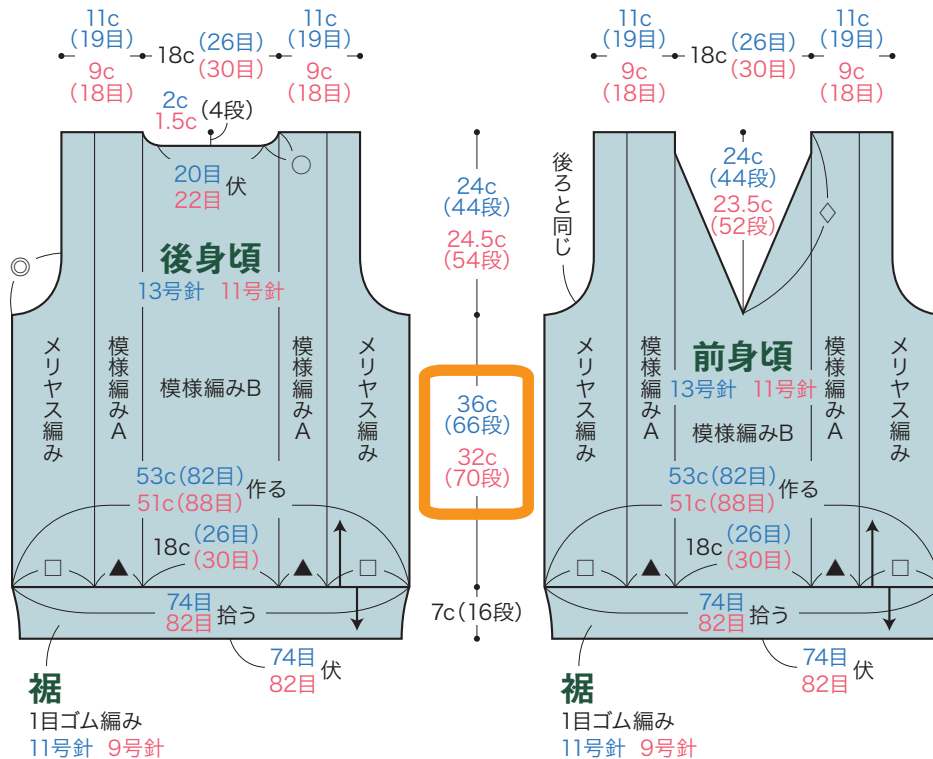 11c
(19目)
9c
(18目)
18c
(26目)
(30目)
11c
(19目)
9c
(18目)
2c
1.5c
(4段)
20目
22目
伏
後身頃
13号針 11号針
メリヤス編み
模様編みA
模様編みB
模様編みA
メリヤス編み
53c(82目)
51c(88目)
作る
18c
(26目)
(30目)
74目
82目
拾う
74目
82目
伏
裾
1目ゴム編み
11号針 9号針
24c
(44段)
24.5c
(54段)
36c
(66段)
32c
(70段)
7c(16段)
11c
(19目)
9c
(18目)
18c
(26目)
(30目)
11c
(19目)
9c
(18目)
後ろと同じ
24c
(44段)
23.5c
(52段)
前身頃
13号針 11号針
メリヤス編み
模様編みA
模様編みB
模様編みA
メリヤス編み
53c(82目)
51c(88目)
作る
18c
(26目)
(30目)
74目
82目
拾う
74目
82目
伏
裾
1目ゴム編み
11号針 9号針